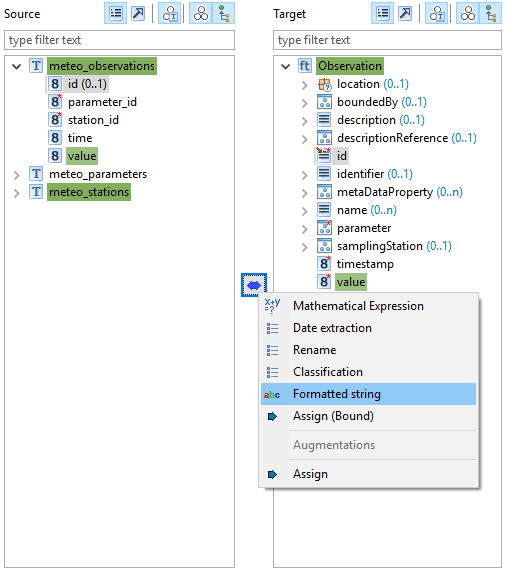 Source
type filter text
meteo_observations
id (0..1)
parameter_id
station_id
time
value
meteo_parameters
meteo_stations
Target
type filter text
Observation
location (0..1)
boundedBy (0..1)
description (0..1)
descriptionReference (0..1)
id
identifier (0..1)
metaDataProperty (0..n)
name (0..n)
parameter
samplingStation (0..1)
timestamp
value
Mathematical Expression
Date extraction
Rename
Classification
abc Formatted string
Assign (Bound)
Augmentations
Assign